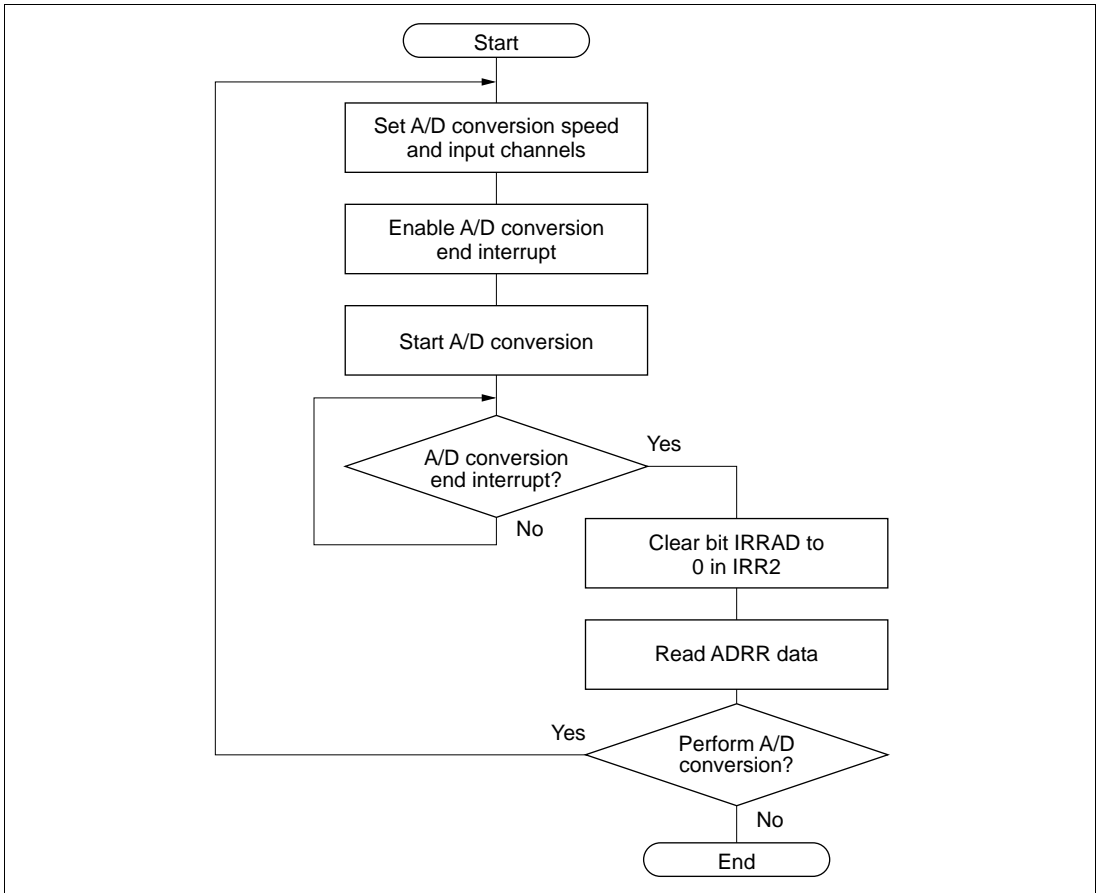 Start
Set A/D conversion speed
and input channels
Enable A/D conversion
end interrupt
Start A/D conversion
Yes
A/D conversion
end interrupt?
No
Clear bit IRRAD to
0 in IRR2
Read ADRR data
Yes
Perform A/D
conversion?
No
End